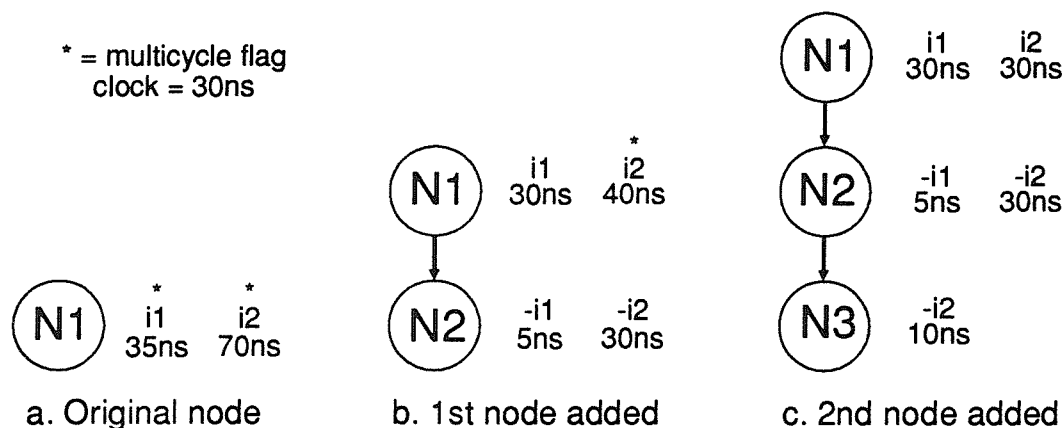 * = multicycle flag
clock = 30ns
N1
* *
i1 i2
35ns 70ns
a. Original node
N1
*
i1 i2
30ns 40ns
N2
-i1 -i2
5ns 30ns
b. 1st node added
N1
i1 i2
30ns 30ns
N2
-i1 -i2
5ns 30ns
N3
-i2
10ns
c. 2nd node added